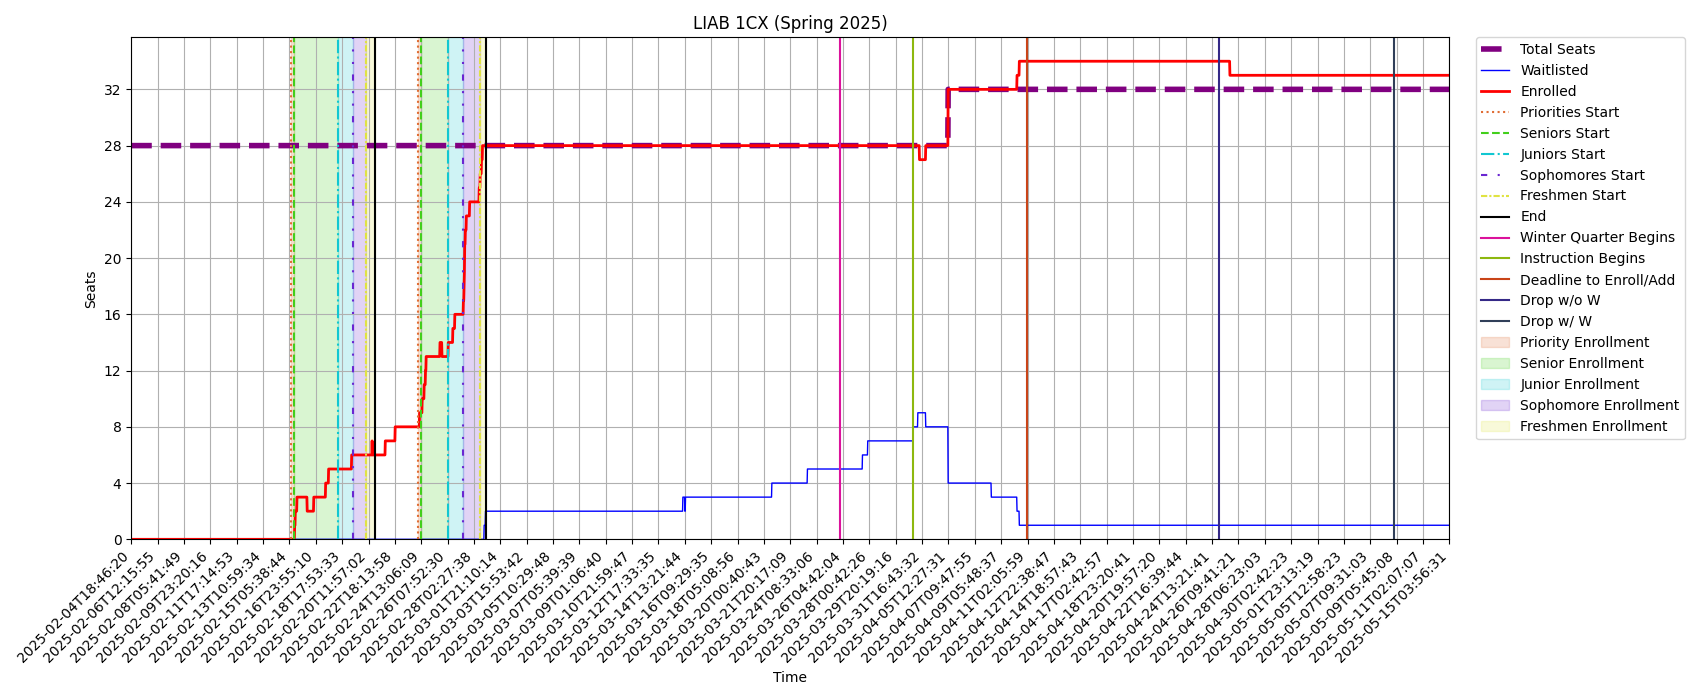 LIAB 1CX (Spring 2025)
Seats
32
28
24
20
16
12
8
4
0
2025-02-04T18:46:20
2025-02-06T12:15:55
2025-02-08T05:41:49
2025-02-09T23:20:16
2025-02-11T17:14:53
2025-02-13T10:59:34
2025-02-15T05:38:44
2025-02-16T23:55:10
2025-02-18T17:53:33
2025-02-20T11:57:02
2025-02-22T18:13:58
2025-02-24T13:06:09
2025-02-26T07:52:30
2025-02-28T02:27:38
2025-03-01T21:10:14
2025-03-03T15:53:42
2025-03-05T10:29:48
2025-03-07T05:39:39
2025-03-09T01:06:40
2025-03-10T21:59:47
2025-03-12T17:33:35
2025-03-14T13:21:44
2025-03-16T09:29:35
2025-03-18T05:08:56
2025-03-20T00:40:43
2025-03-21T20:17:09
2025-03-24T08:33:06
2025-03-26T04:42:04
2025-03-28T00:42:26
2025-03-29T20:19:16
2025-03-31T16:43:32
2025-04-05T12:27:31
2025-04-07T09:47:55
2025-04-09T05:48:37
2025-04-11T02:05:59
2025-04-12T22:38:47
2025-04-14T18:57:43
2025-04-17T02:42:57
2025-04-18T23:20:41
2025-04-20T19:57:20
2025-04-22T16:39:44
2025-04-24T13:21:41
2025-04-26T09:41:21
2025-04-28T06:23:03
2025-04-30T02:42:23
2025-05-01T23:13:19
2025-05-05T12:58:23
2025-05-07T09:31:03
2025-05-09T05:45:08
2025-05-11T02:07:07
2025-05-15T03:56:31
Time
Total Seats
Waitlisted
Enrolled
Priorities Start
Seniors Start
Juniors Start
Sophomores Start
Freshmen Start
End
Winter Quarter Begins
Instruction Begins
Deadline to Enroll/Add
Drop w/o W
Drop w/ W
Priority Enrollment
Senior Enrollment
Junior Enrollment
Sophomore Enrollment
Freshmen Enrollment